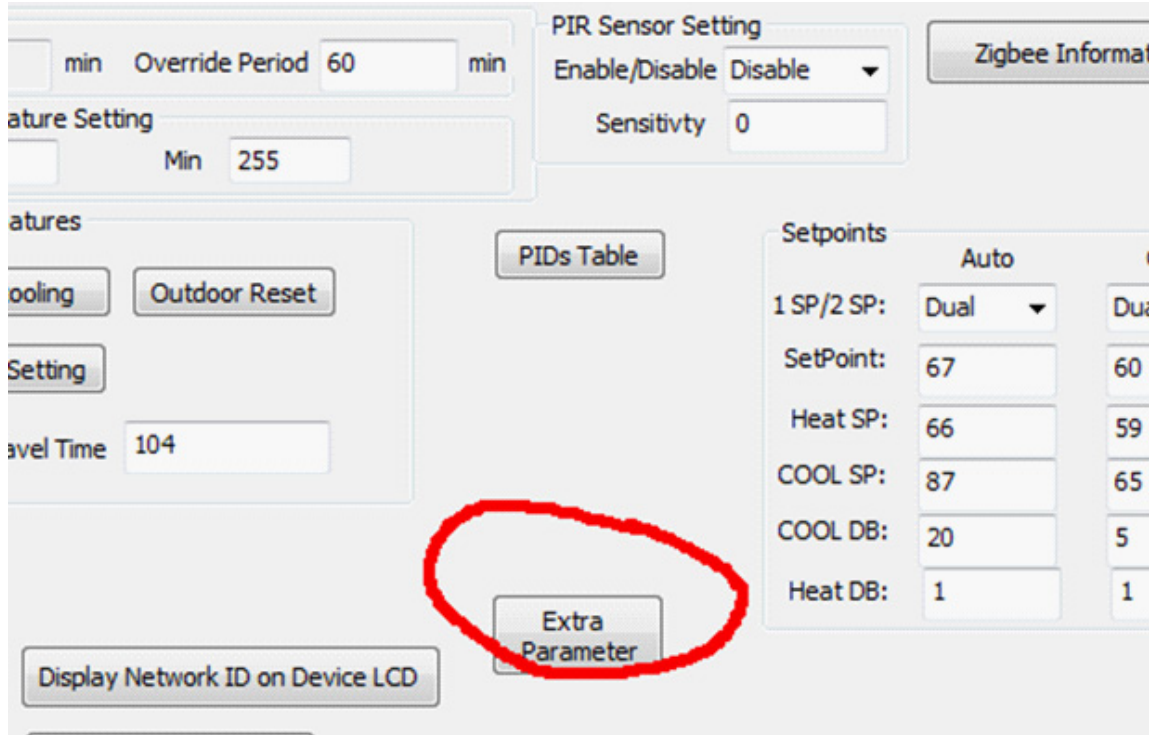 PIR Sensor Setting
min Override Period 60 min
Enable/Disable Disable
Zigbee Informat
ature Setting
Sensitivty 0
Min 255
atures
PIDs Table
Setpoints
Auto
ooling Outdoor Reset
1 SP/2 SP: Dual Dua
Setting
SetPoint: 67 60
Heat SP: 66 59
avel Time 104
COOL SP: 87 65
COOL DB: 20 5
Heat DB: 1 1
Extra
Parameter
Display Network ID on Device LCD